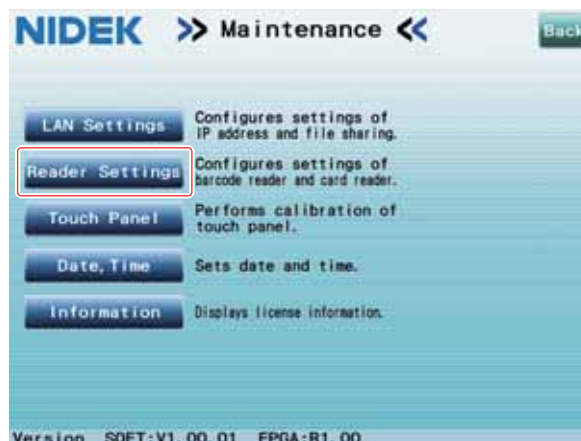 NIDEK >> Maintenance << Back
LAN Settings
Configures settings of
IP address and file sharing.
Reader Settings
Configures settings of
barcode reader and card reader.
Touch Panel
Performs calibration of
touch panel.
Date, Time
Sets date and time.
Information
Displays license information.
Version SOFT:V1.00.01 FPGA:R1.00